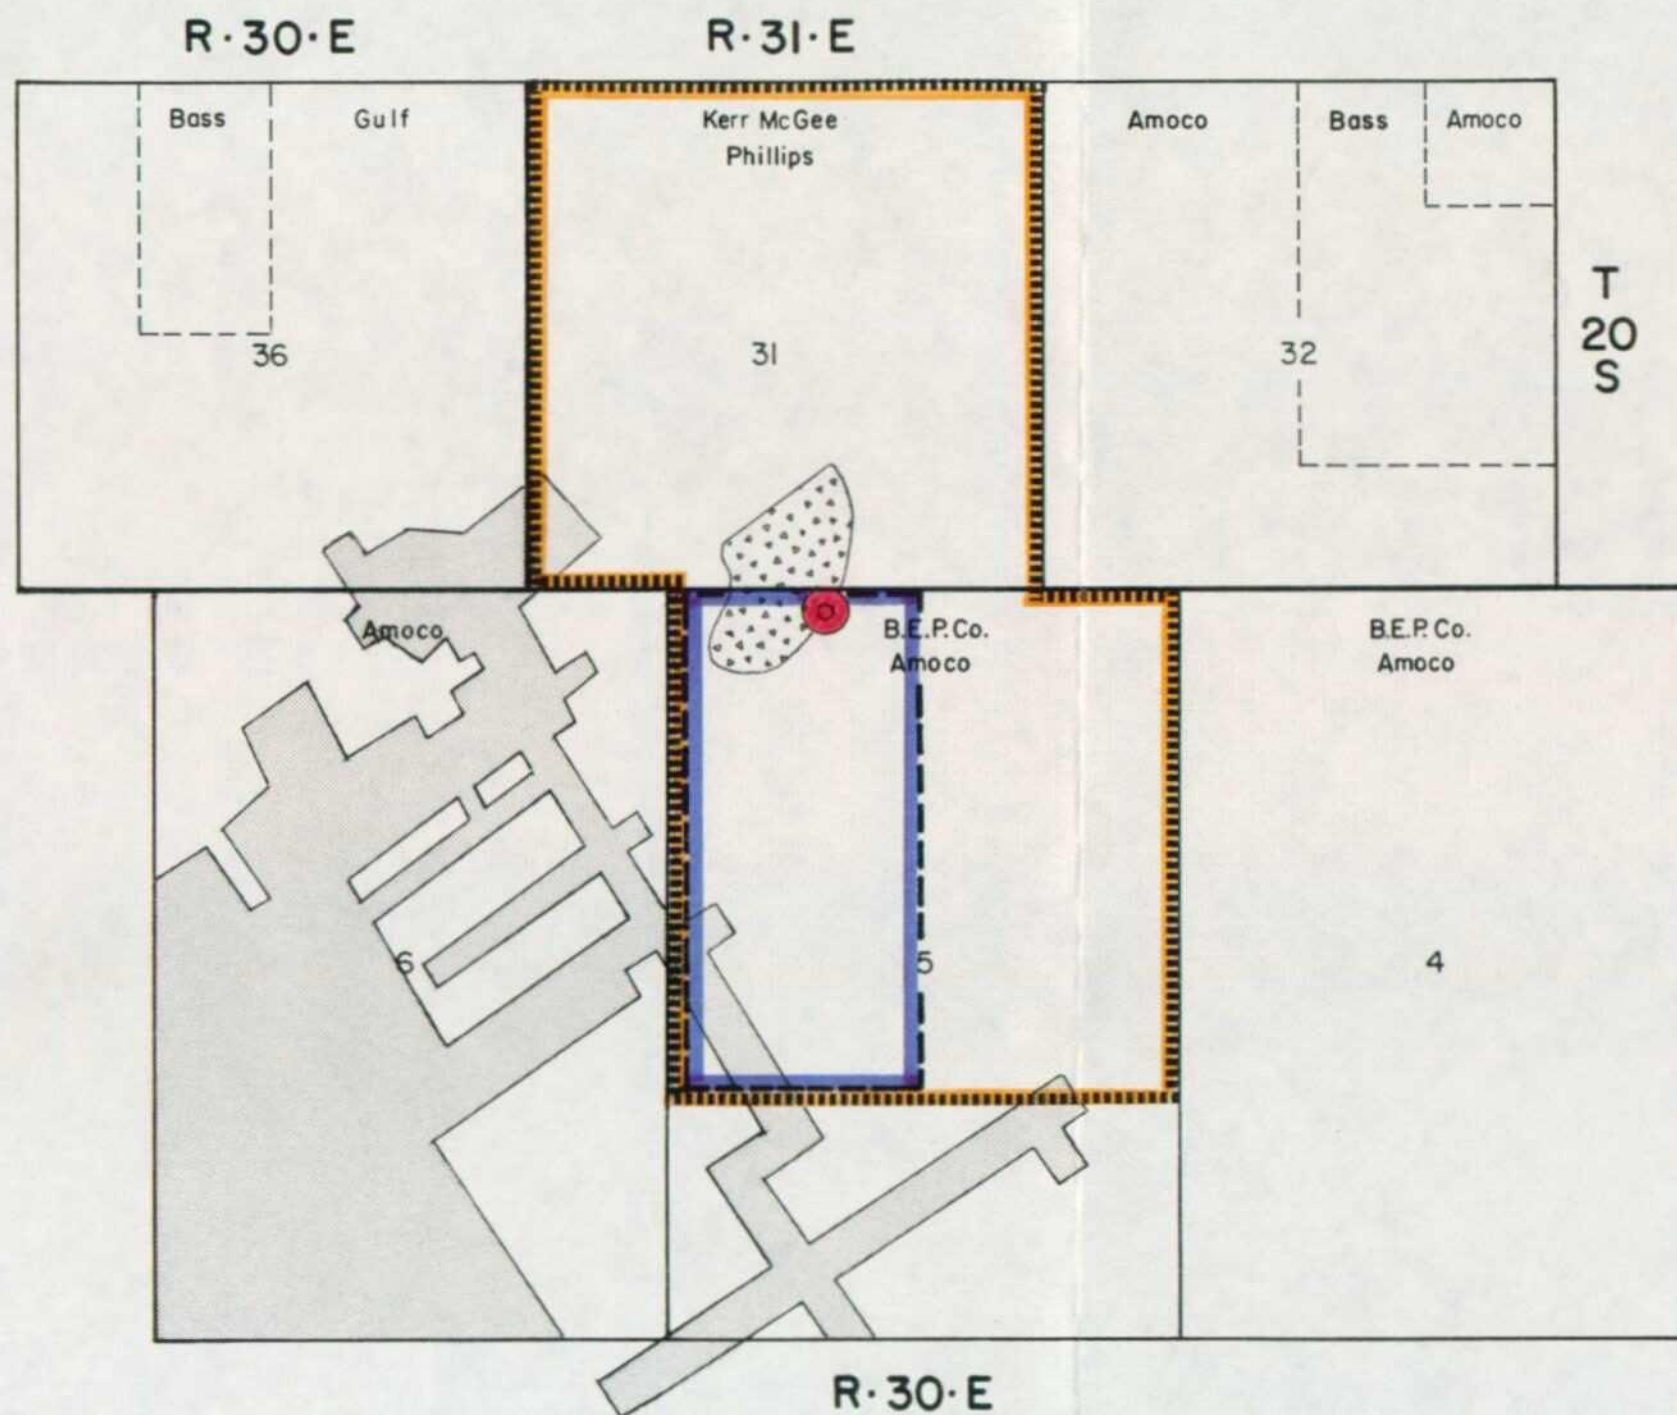 R·30·E
R·31·E
Bass
Gulf
Kerr McGee
Phillips
Amoco
Bass
Amoco
T
20
S
36
31
32
Amoco
B.E.P.Co.
Amoco
B.E.P.Co.
Amoco
6
5
4
R·30·E